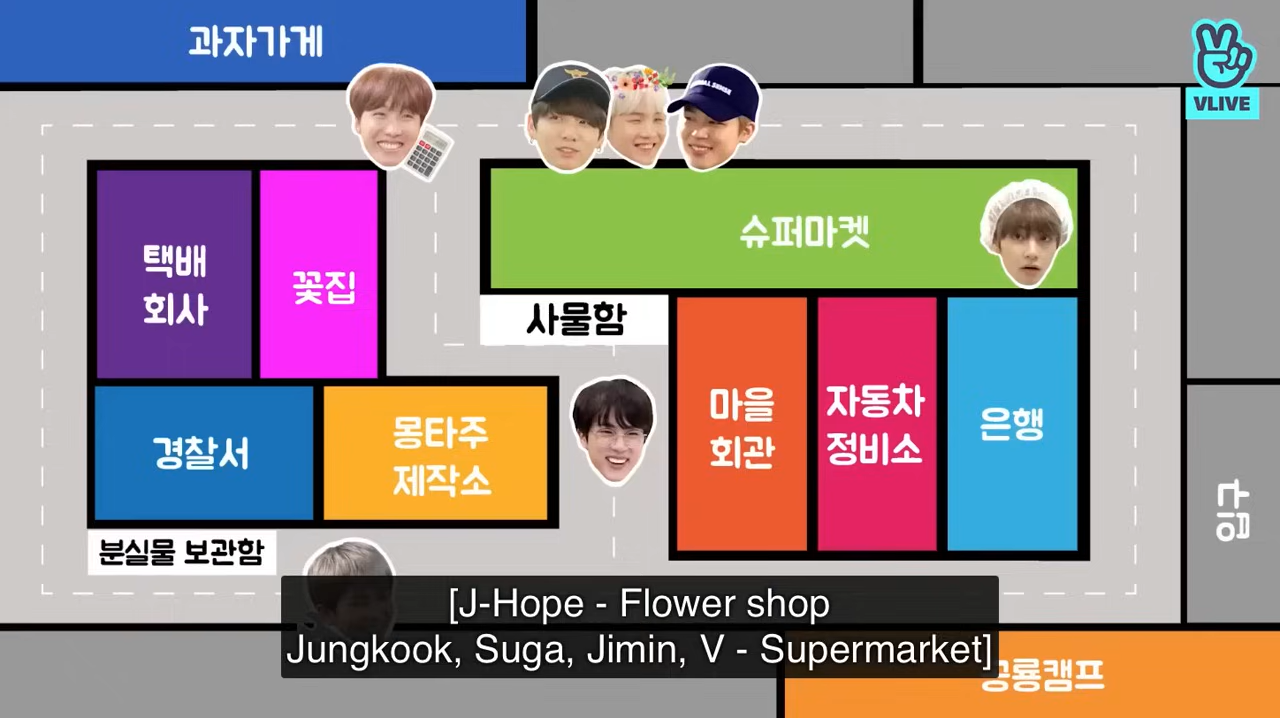 과자가게
VLIVE
택배
회사
꽃집
슈퍼마켓
사물함
경찰서
몽타주
제작소
마을
회관
자동차
정비소
은행
분실물 보관함
[J-Hope - Flower shop
Jungkook, Suga, Jimin, V - Supermarket]
공룡캠프